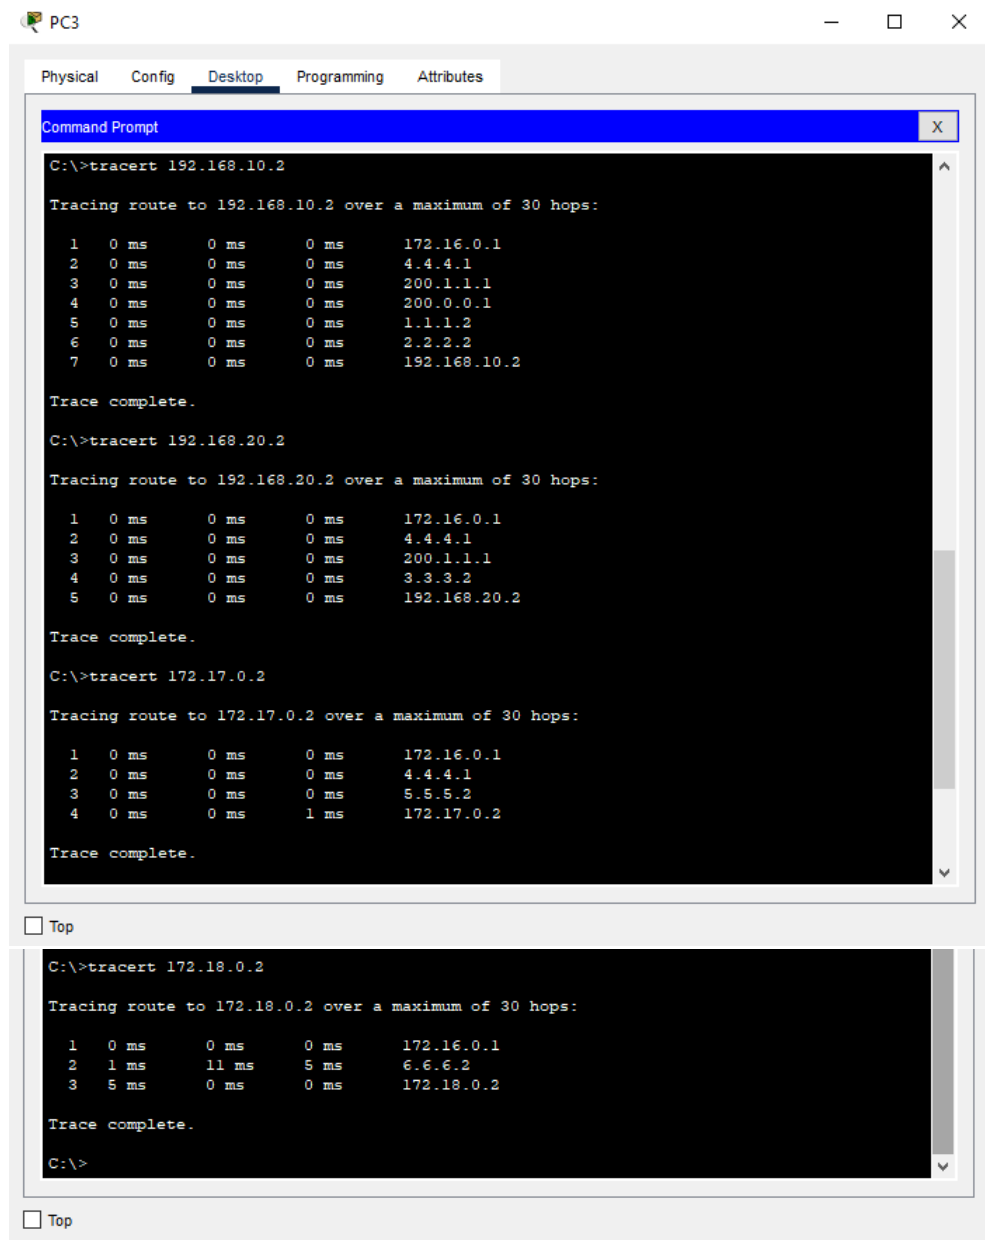 PC3
Physical Config Desktop Programming Attributes
Command Prompt X
C:\>tracert 192.168.10.2
Tracing route to 192.168.10.2 over a maximum of 30 hops:
1 0 ms 0 ms 0 ms 172.16.0.1
2 0 ms 0 ms 0 ms 4.4.4.1
3 0 ms 0 ms 0 ms 200.1.1.1
4 0 ms 0 ms 0 ms 200.0.0.1
5 0 ms 0 ms 0 ms 1.1.1.2
6 0 ms 0 ms 0 ms 2.2.2.2
7 0 ms 0 ms 0 ms 192.168.10.2
Trace complete.
C:\>tracert 192.168.20.2
Tracing route to 192.168.20.2 over a maximum of 30 hops:
1 0 ms 0 ms 0 ms 172.16.0.1
2 0 ms 0 ms 0 ms 4.4.4.1
3 0 ms 0 ms 0 ms 200.1.1.1
4 0 ms 0 ms 0 ms 3.3.3.2
5 0 ms 0 ms 0 ms 192.168.20.2
Trace complete.
C:\>tracert 172.17.0.2
Tracing route to 172.17.0.2 over a maximum of 30 hops:
1 0 ms 0 ms 0 ms 172.16.0.1
2 0 ms 0 ms 0 ms 4.4.4.1
3 0 ms 0 ms 0 ms 5.5.5.2
4 0 ms 0 ms 1 ms 172.17.0.2
Trace complete.
Top
C:\>tracert 172.18.0.2
Tracing route to 172.18.0.2 over a maximum of 30 hops:
1 0 ms 0 ms 0 ms 172.16.0.1
2 1 ms 11 ms 5 ms 6.6.6.2
3 5 ms 0 ms 0 ms 172.18.0.2
Trace complete.
C:\>
Top